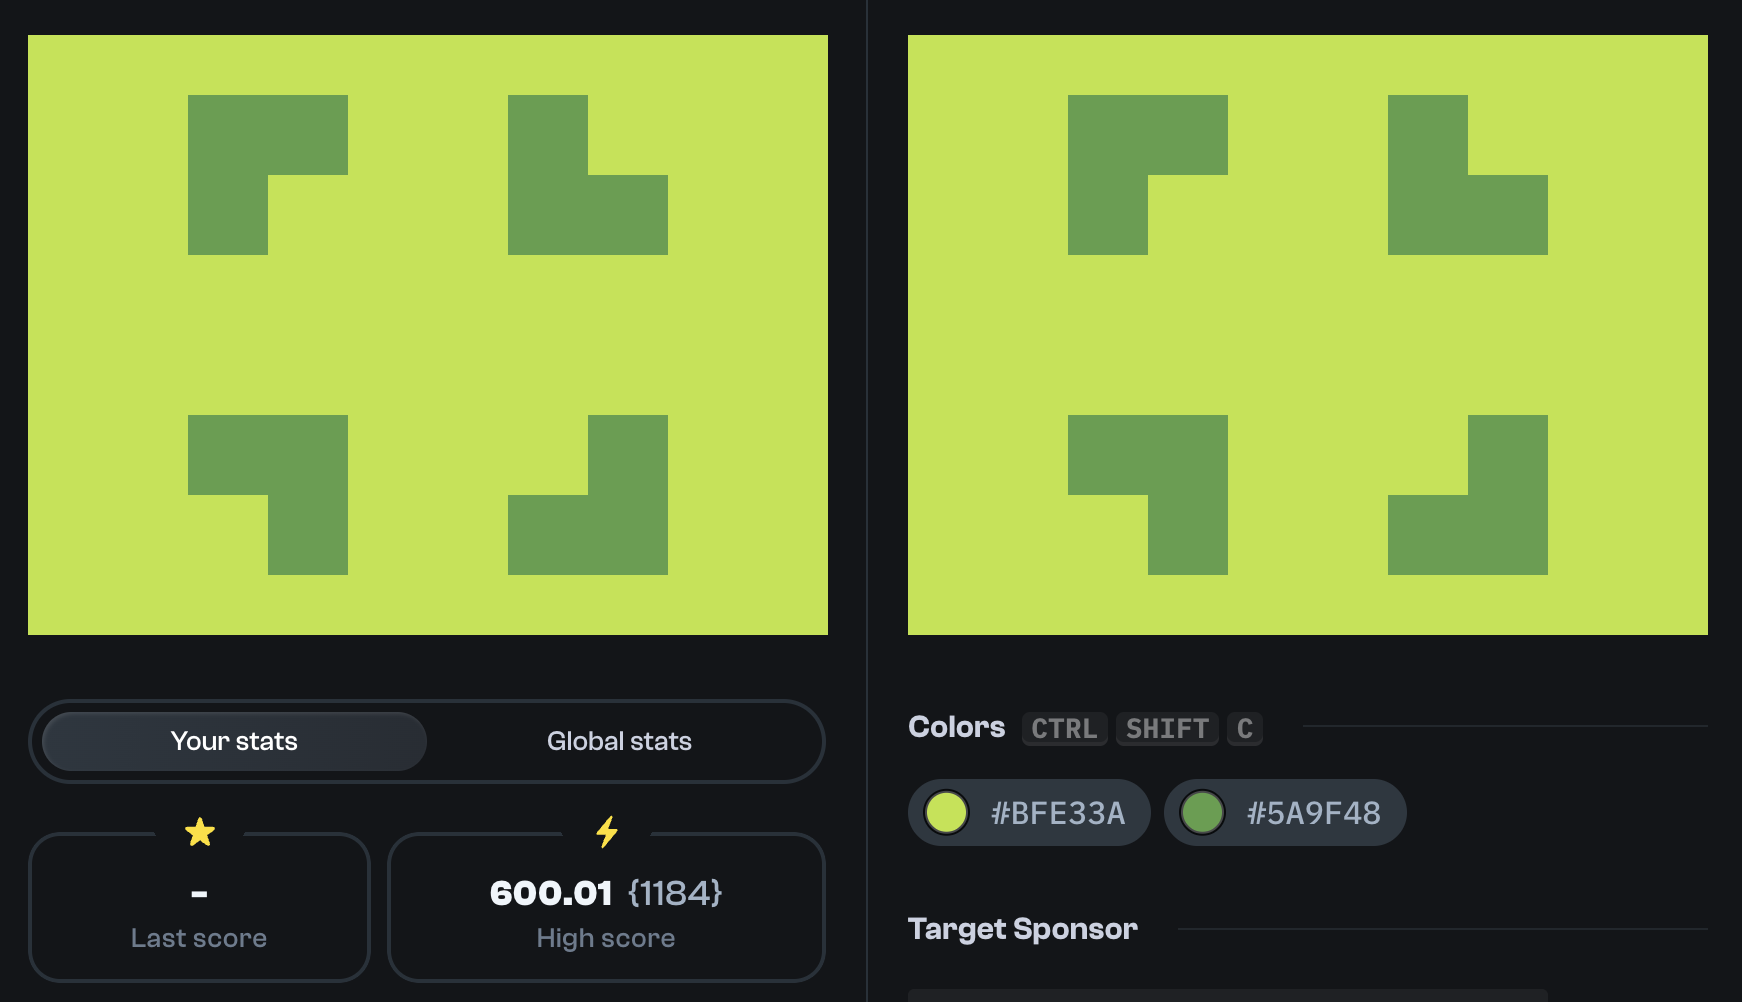 Your stats
Global stats
-
Last score
600.01 {1184}
High score
Colors CTRL SHIFT C
#BFE33A
#5A9F48
Target Sponsor